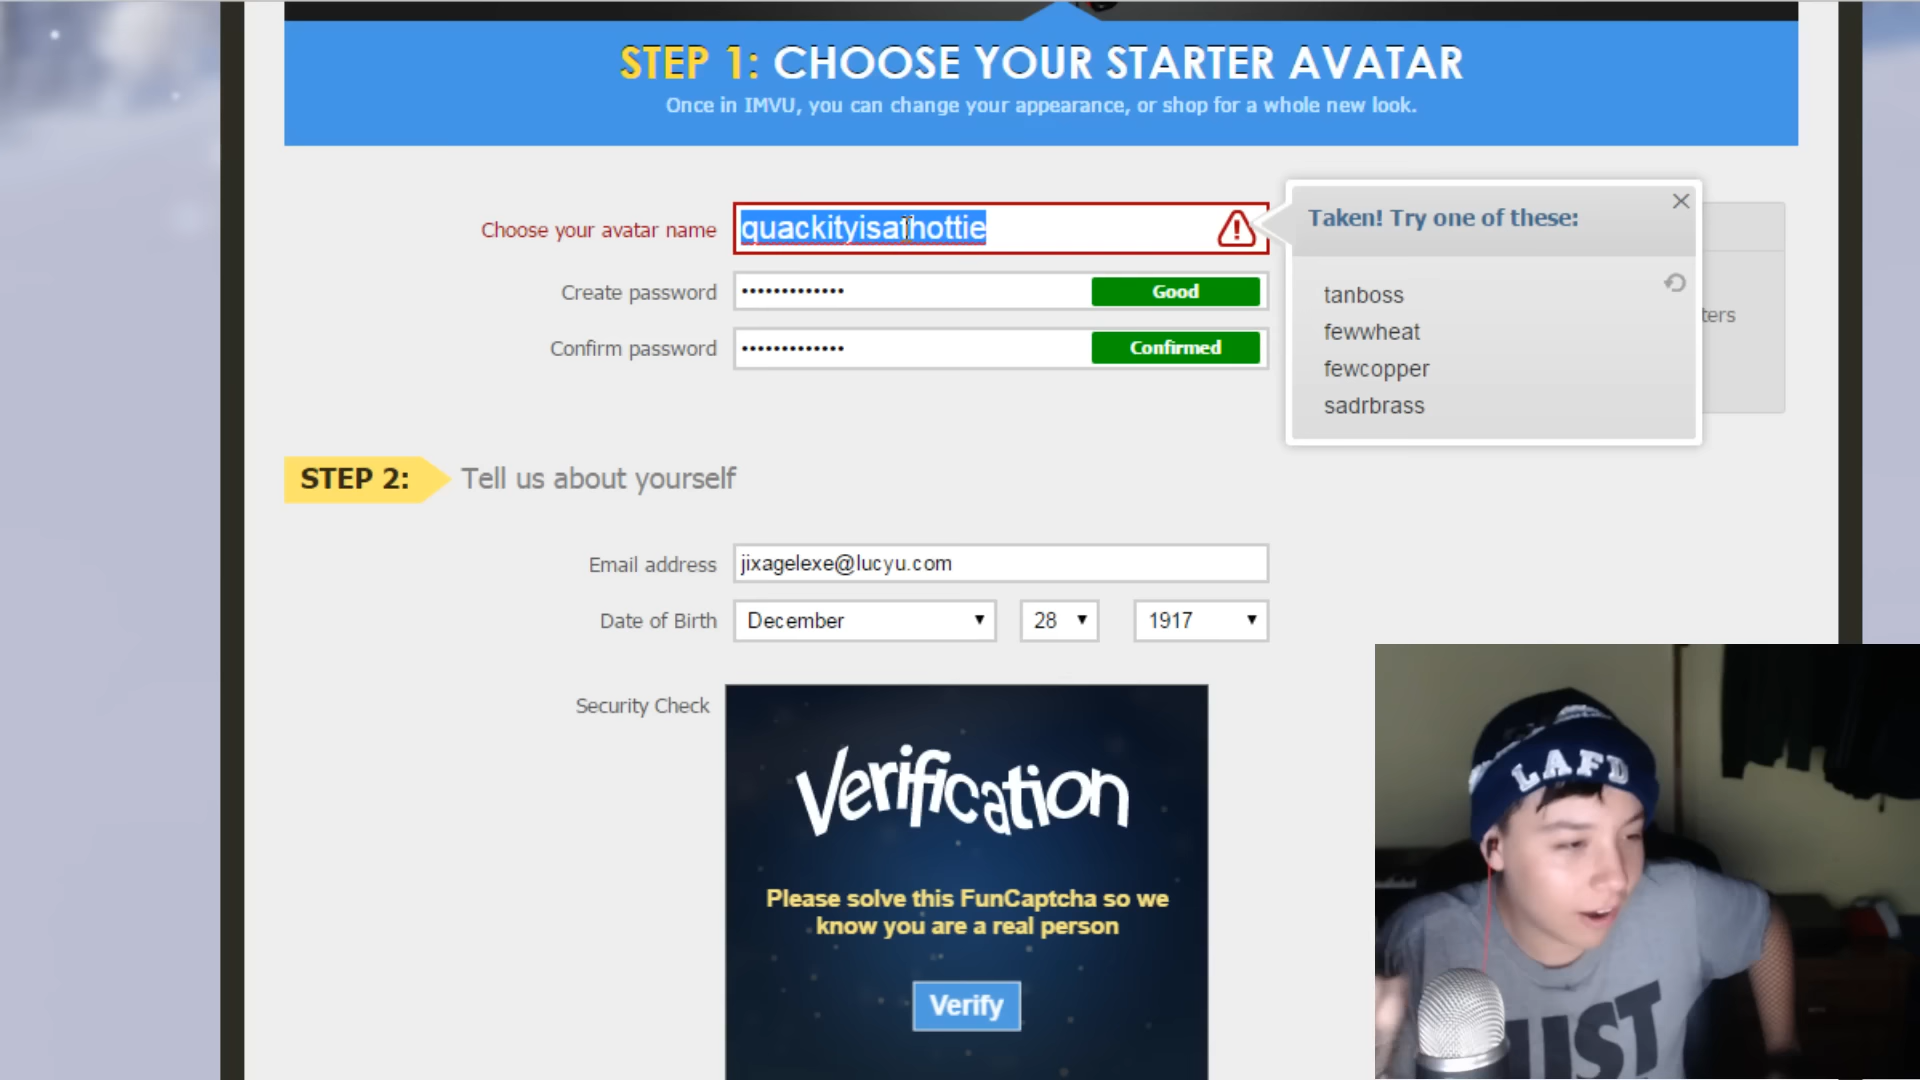 STEP 1: CHOOSE YOUR STARTER AVATAR
Once in IMVU, you can change your appearance, or shop for a whole new look.
Choose your avatar name
quackityisathottie
Taken! Try one of these:
tanboss
fewwheat
fewcopper
sadrbrass
Create password
Good
Confirm password
Confirmed
STEP 2: Tell us about yourself
Email address
jixagelexe@lucyu.com
Date of Birth
December
28
1917
Security Check
Verification
Please solve this FunCaptcha so we
know you are a real person
Verify
LAFD